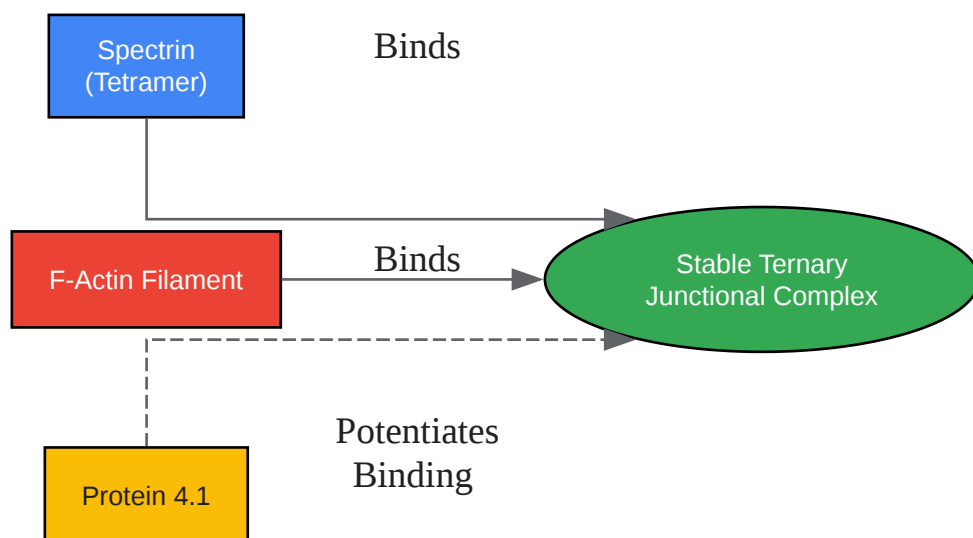 Spectrin
(Tetramer)
Binds
F-Actin Filament
Binds
Stable Ternary
Junctional Complex
Potentiates
Binding
Protein 4.1